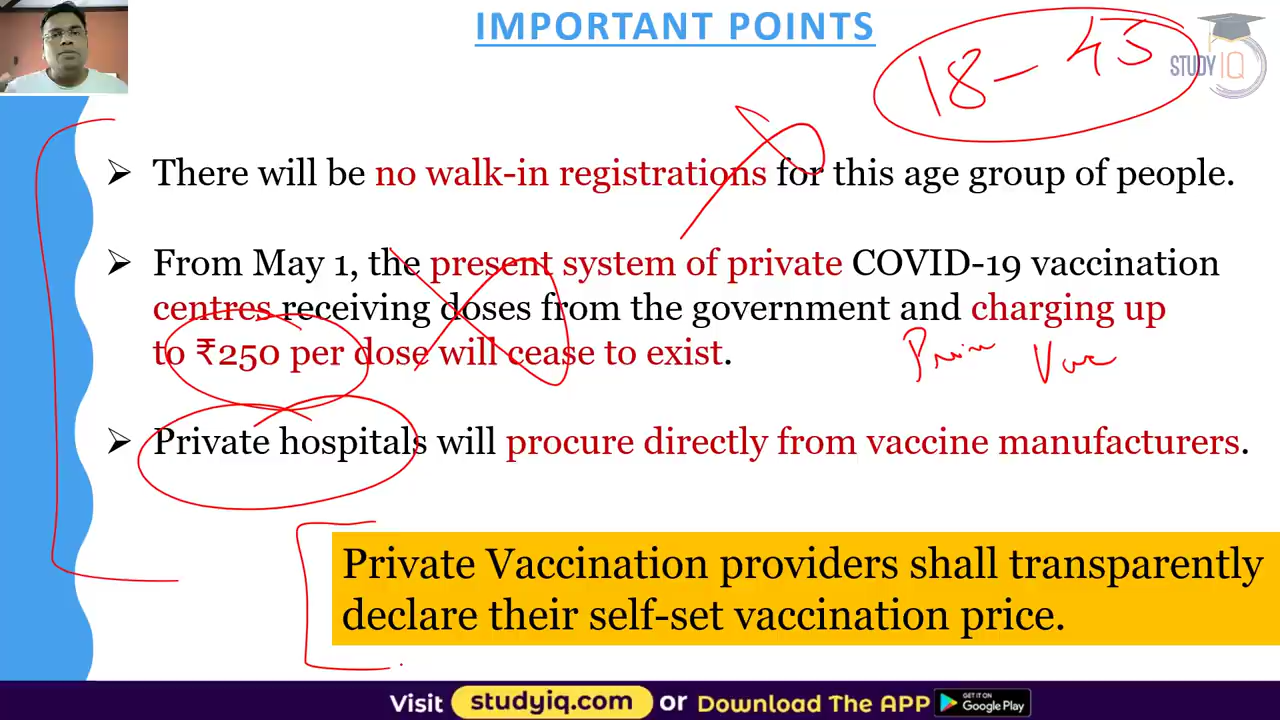 IMPORTANT POINTS
18-45
STUDY IQ
➤ There will be no walk-in registrations for this age group of people.
➤ From May 1, the present system of private COVID-19 vaccination
centres receiving doses from the government and charging up
to ₹250 per dose will cease to exist.
➤ Private hospitals will procure directly from vaccine manufacturers.
Private Vaccination providers shall transparently
declare their self-set vaccination price.
Visit studyiq.com or Download The APP GET IT ON Google Play